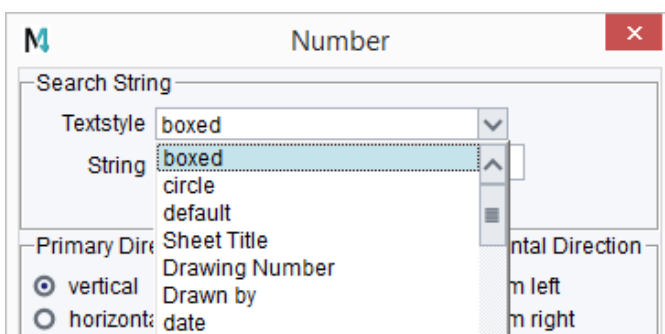 Number
Search String
Textstyle boxed
String boxed
circle
default
Sheet Title
Primary Dire ntal Direction
Drawing Number
vertical Drawn by m left
horizonta date m right